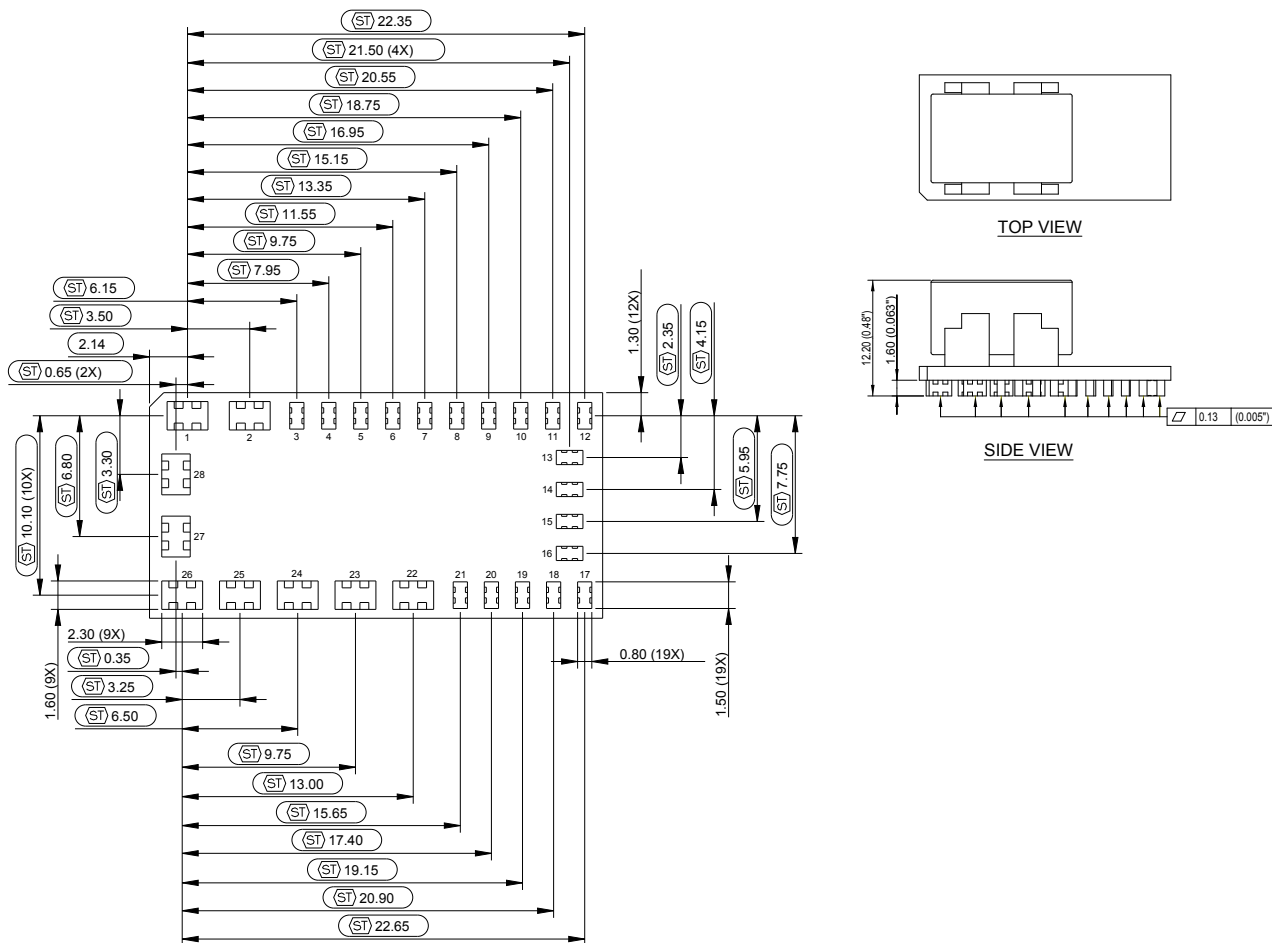 ST 22.35
ST 21.50 (4X)
ST 20.55
ST 18.75
ST 16.95
ST 15.15
ST 13.35
ST 11.55
ST 9.75
ST 7.95
ST 6.15
ST 3.50
2.14
ST 0.65 (2X)
1.30 (12X)
ST 2.35
ST 4.15
ST 5.95
ST 7.75
ST 10.10 (10X)
ST 6.80
ST 3.30
1
2
3
4
5
6
7
8
9
10
11
12
13
14
15
16
28
27
26
25
24
23
22
21
20
19
18
17
2.30 (9X)
1.60 (9X)
ST 0.35
ST 3.25
ST 6.50
ST 9.75
ST 13.00
ST 15.65
ST 17.40
ST 19.15
ST 20.90
ST 22.65
0.80 (19X)
1.50 (19X)
TOP VIEW
12.20 (0.48")
1.60 (0.063")
0.13 (0.005")
SIDE VIEW